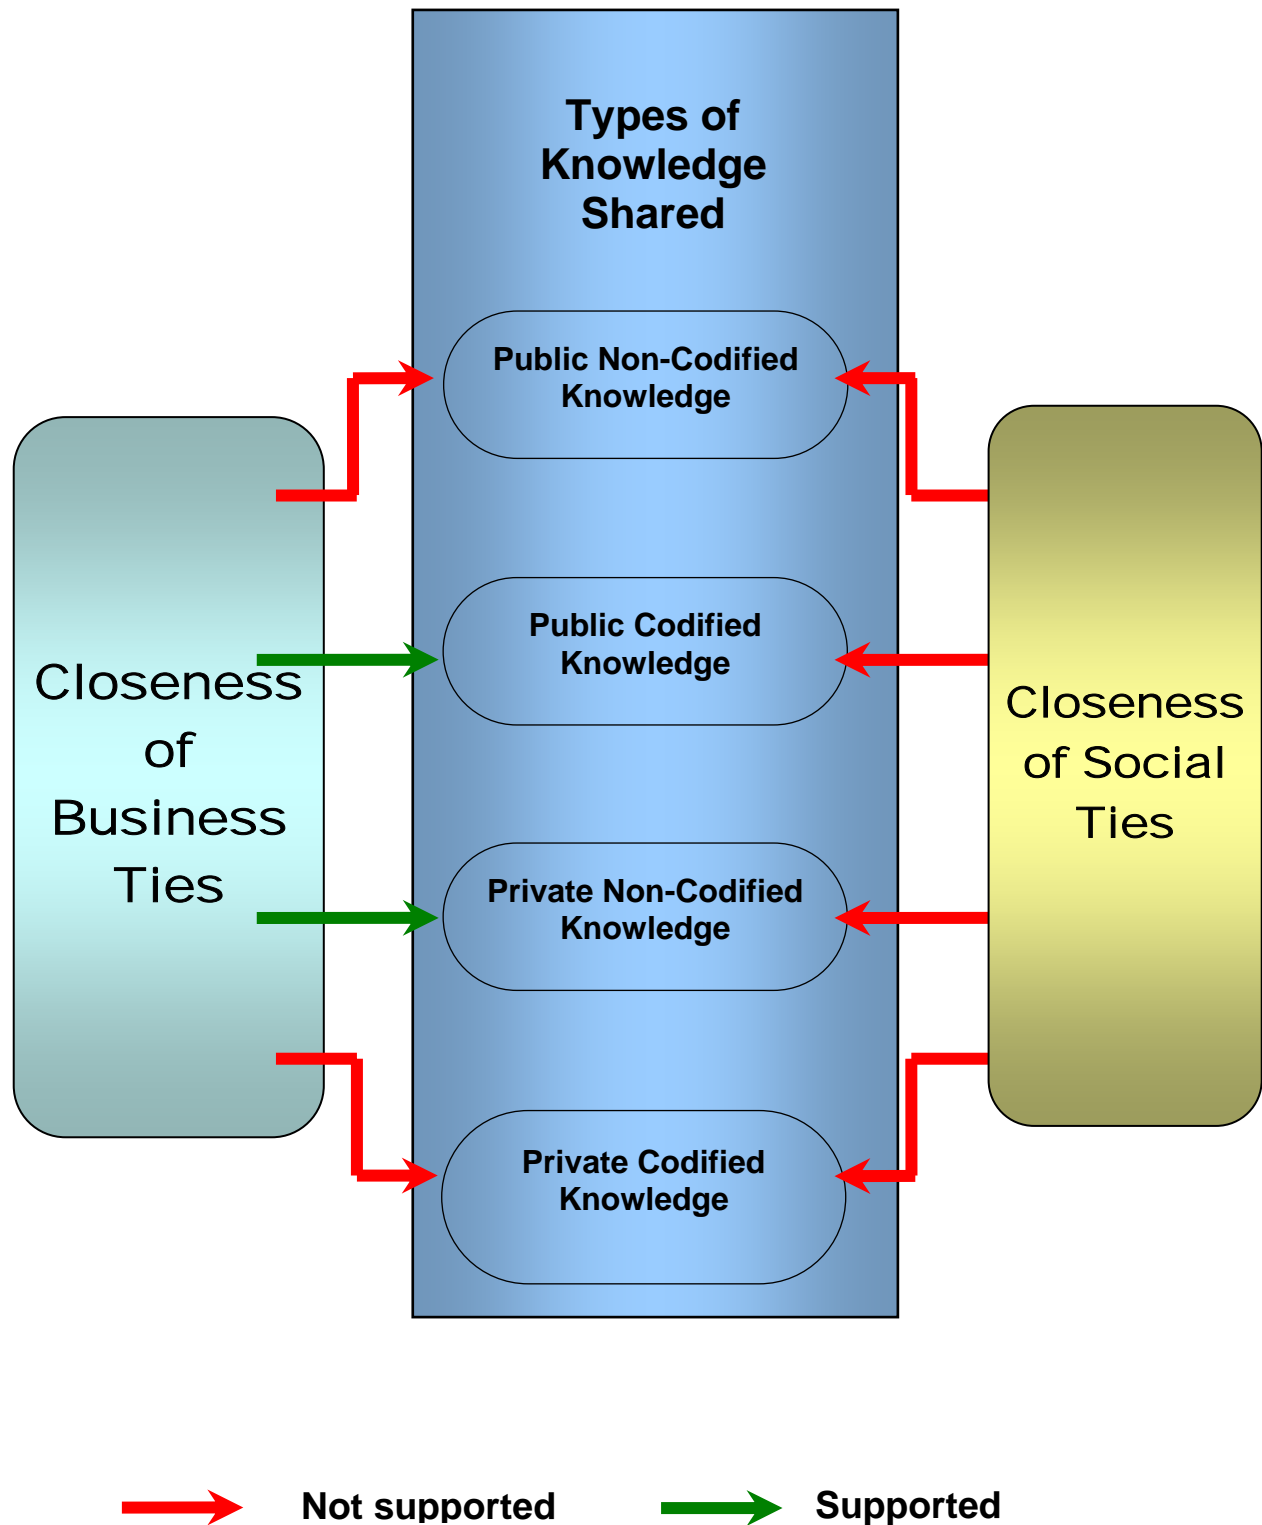 Types of
Knowledge
Shared
Public Non-Codified
Knowledge
Public Codified
Knowledge
Closeness
of
Business
Ties
Closeness
of Social
Ties
Private Non-Codified
Knowledge
Private Codified
Knowledge
Not supported
Supported